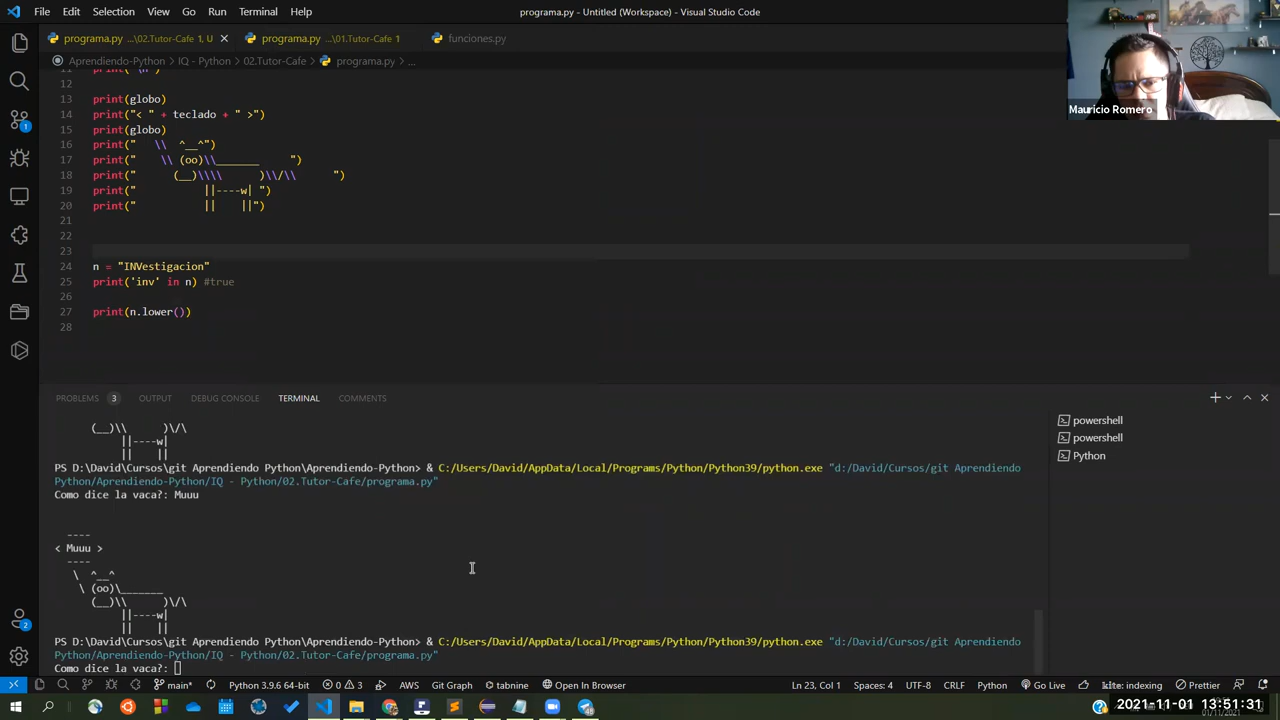 File Edit Selection View Go Run Terminal Help
programa.py - Untitled (Workspace) - Visual Studio Code
programa.py ...\02.Tutor-Cafe 1, U
programa.py ...\01.Tutor-Cafe 1
funciones.py
Aprendiendo-Python > IQ - Python > 02.Tutor-Cafe > programa.py > ...
Mauricio Romero
12
13 print(globo)
14 print("< " + teclado + " >")
15 print(globo)
16 print("   \\  ^__^")
17 print("    \\ (oo)\\_______      ")
18 print("      (__)\\\\      )\\/\\      ")
19 print("           ||----w| ")
20 print("           ||    ||")
21
22
23
24 n = "INVestigacion"
25 print('inv' in n) #true
26
27 print(n.lower())
28
PROBLEMS 3 OUTPUT DEBUG CONSOLE TERMINAL COMMENTS
powershell
powershell
Python
(__)\\      )\/\
||----w|
||    ||
PS D:\David\Cursos\git Aprendiendo Python\Aprendiendo-Python> & C:/Users/David/AppData/Local/Programs/Python/Python39/python.exe "d:/David/Cursos/git Aprendiendo
Python/Aprendiendo-Python/IQ - Python/02.Tutor-Cafe/programa.py"
Como dice la vaca?: Muuu
----
< Muuu >
----
\  ^__^
\ (oo)\_______
(__)\\      )\/\
||----w|
||    ||
PS D:\David\Cursos\git Aprendiendo Python\Aprendiendo-Python> & C:/Users/David/AppData/Local/Programs/Python/Python39/python.exe "d:/David/Cursos/git Aprendiendo
Python/Aprendiendo-Python/IQ - Python/02.Tutor-Cafe/programa.py"
Como dice la vaca?:
1
2
main* Python 3.9.6 64-bit 0 3 AWS Git Graph tabnine Open In Browser
Ln 23, Col 1 Spaces: 4 UTF-8 CRLF Python Go Live kite: indexing Prettier
2021-11-01 13:51:31